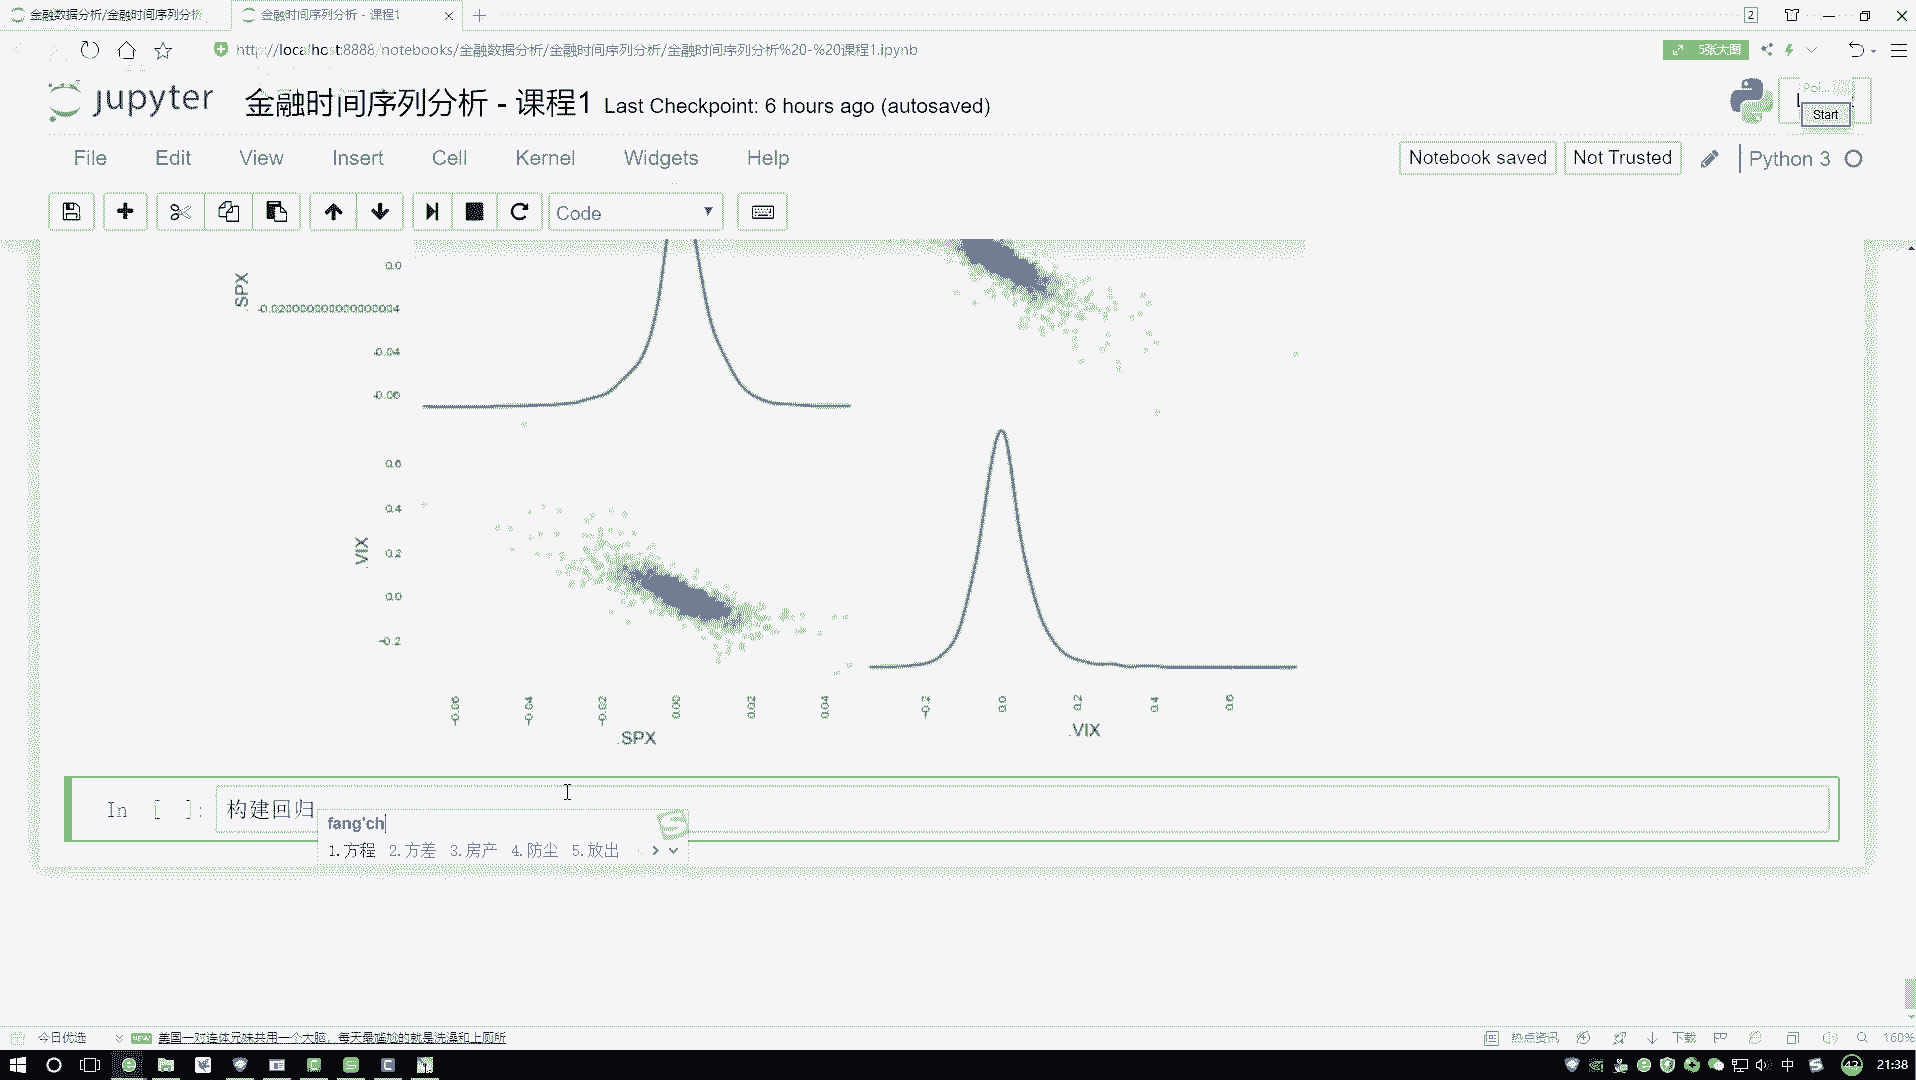 金融数据分析/金融时间序列分析
金融时间序列分析 - 课程1
2
http://localhost:8888/notebooks/金融数据分析/金融时间序列分析/金融时间序列分析%20-%20课程1.ipynb
5张大图
jupyter 金融时间序列分析 - 课程1 Last Checkpoint: 6 hours ago (autosaved)
Poi...
Start
File Edit View Insert Cell Kernel Widgets Help
Notebook saved Not Trusted Python 3
Code
.SPX
0.0
-0.02000000000000000004
-0.04
-0.06
.VIX
0.6
0.4
0.2
0.0
-0.2
-0.06 -0.04 -0.02 0.00 0.02 0.04 -0.2 0.0 0.2 0.4 0.6
.SPX .VIX
In [ ]: 构建回归
fang'ch
1.方程 2.方差 3.房产 4.防尘 5.放出
今日优选 NEW 美国一对连体兄妹共用一个大脑，每天最尴尬的就是洗澡和上厕所
热点资讯 下载 160%
中 43 21:38